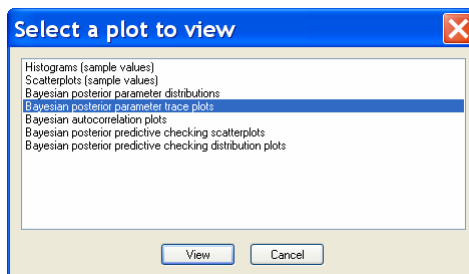 Select a plot to view
Histograms (sample values)
Scatterplots (sample values)
Bayesian posterior parameter distributions
Bayesian posterior parameter trace plots
Bayesian autocorrelation plots
Bayesian posterior predictive checking scatterplots
Bayesian posterior predictive checking distribution plots
View Cancel